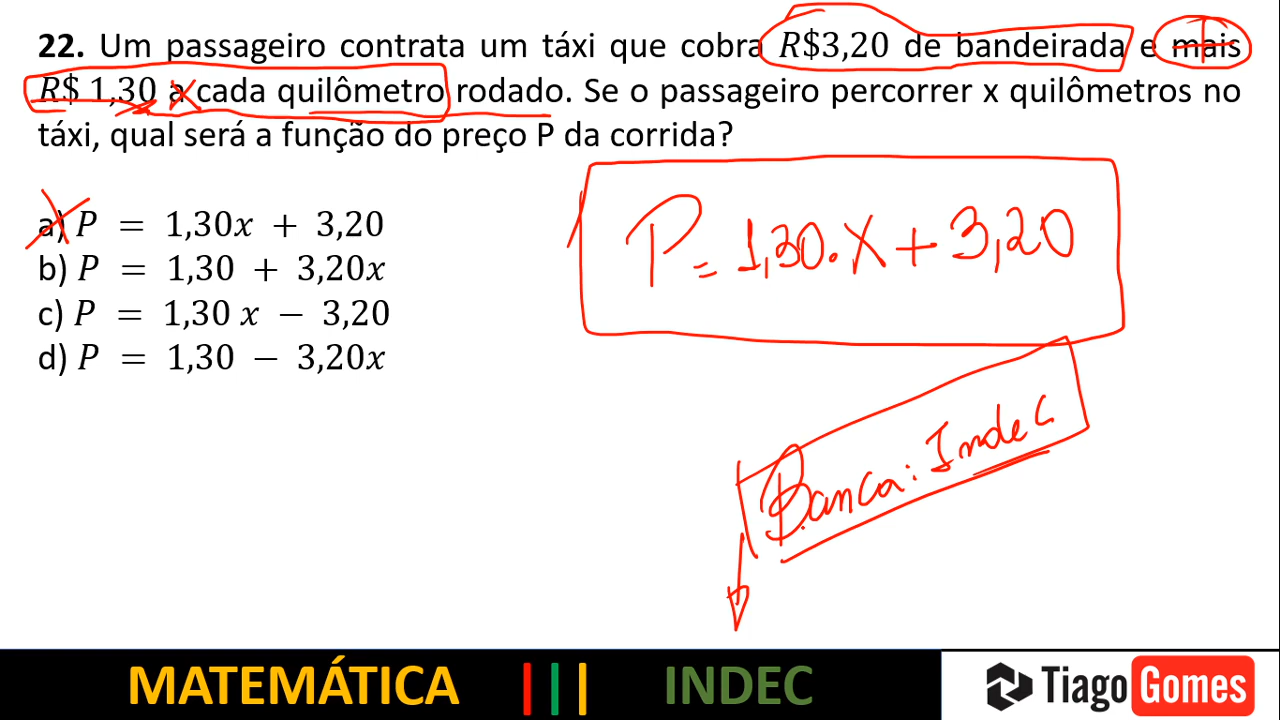 22. Um passageiro contrata um táxi que cobra R$3,20 de bandeirada e mais
R$ 1,30 a cada quilômetro rodado. Se o passageiro percorrer x quilômetros no
táxi, qual será a função do preço P da corrida?
a) P = 1,30x + 3,20
b) P = 1,30 + 3,20x
c) P = 1,30 x − 3,20
d) P = 1,30 − 3,20x
P = 1,30.X + 3,20
Banca: Indec
MATEMÁTICA ||| INDEC
Tiago Gomes